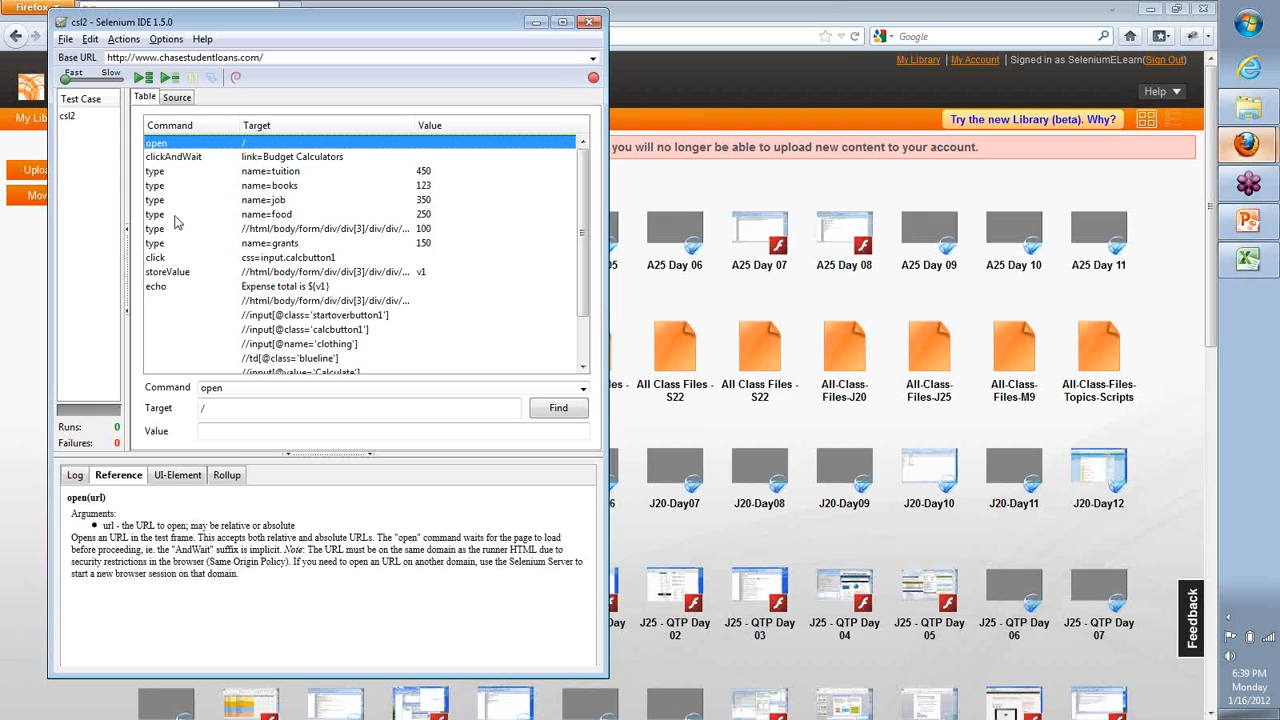 Firefox
csl2 - Selenium IDE 1.5.0
File Edit Actions Options Help
Base URL http://www.chasestudentloans.com/
Fast Slow
Test Case
csl2
Table Source
Command Target Value
open /
clickAndWait link=Budget Calculators
type name=tuition 450
type name=books 123
type name=job 350
type name=food 250
type //html/body/form/div/div[3]/div/div/... 100
type name=grants 150
click css=input.calcbutton1
storeValue //html/body/form/div/div[3]/div/div/... v1
echo Expense total is ${v1}
//html/body/form/div/div[3]/div/div/...
//input[@class='startoverbutton1']
//input[@class='calcbutton1']
//input[@name='clothing']
//td[@class='blueline']
//input[@value='Calculate']
Command open
Target / Find
Value
Runs: 0
Failures: 0
Log Reference UI-Element Rollup
open(url)
Arguments:
url - the URL to open; may be relative or absolute
Opens an URL in the test frame. This accepts both relative and absolute URLs. The "open" command waits for the page to load
before proceeding, ie. the "AndWait" suffix is implicit. Note: The URL must be on the same domain as the runner HTML due to
security restrictions in the browser (Same Origin Policy). If you need to open an URL on another domain, use the Selenium Server to
start a new browser session on that domain.
Google
My Library My Account Signed in as SeleniumELearn(Sign Out)
Help
My Li
Try the new Library (beta). Why?
you will no longer be able to upload new content to your account.
Uploa
Mov
05 A25 Day 06 A25 Day 07 A25 Day 08 A25 Day 09 A25 Day 10 A25 Day 11
All Class Files - S22
All Class Files - S22
All-Class-Files-J20
All-Class-Files-J25
All-Class-Files-M9
All-Class-Files-Topics-Scripts
J20-Day07 J20-Day08 J20-Day09 J20-Day10 J20-Day11 J20-Day12
J25 - QTP Day 02
J25 - QTP Day 03
J25 - QTP Day 04
J25 - QTP Day 05
J25 - QTP Day 06
J25 - QTP Day 07
Feedback
6:39 PM
Monday
1/16/2012